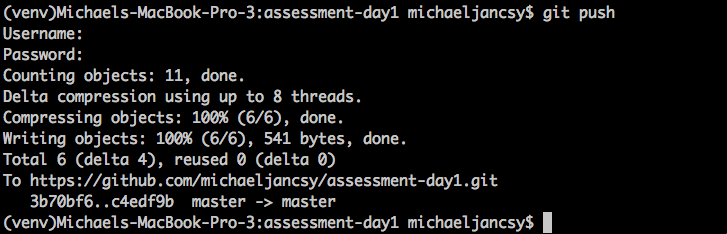 (venv)Michaels-MacBook-Pro-3:assessment-day1 michaeljancsy$ git push
Username:
Password:
Counting objects: 11, done.
Delta compression using up to 8 threads.
Compressing objects: 100% (6/6), done.
Writing objects: 100% (6/6), 541 bytes, done.
Total 6 (delta 4), reused 0 (delta 0)
To https://github.com/michaeljancsy/assessment-day1.git
   3b70bf6..c4edf9b  master -> master
(venv)Michaels-MacBook-Pro-3:assessment-day1 michaeljancsy$